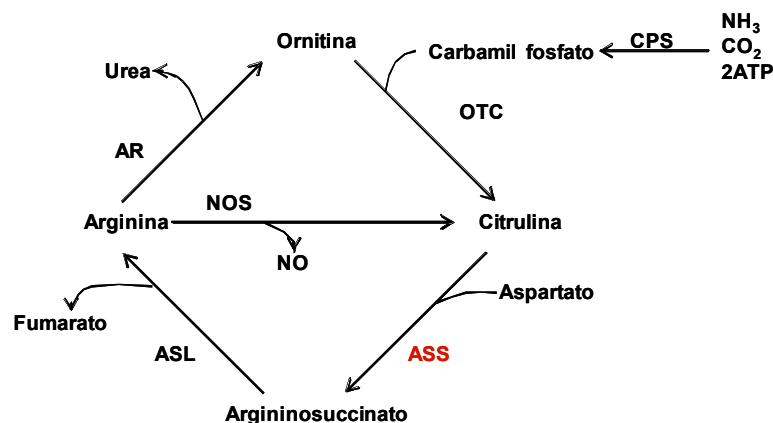 NH3
CO2
2ATP
CPS
Carbamil fosfato
Ornitina
Urea
OTC
AR
NOS
Arginina
Citrulina
NO
Aspartato
Fumarato
ASL
ASS
Argininosuccinato